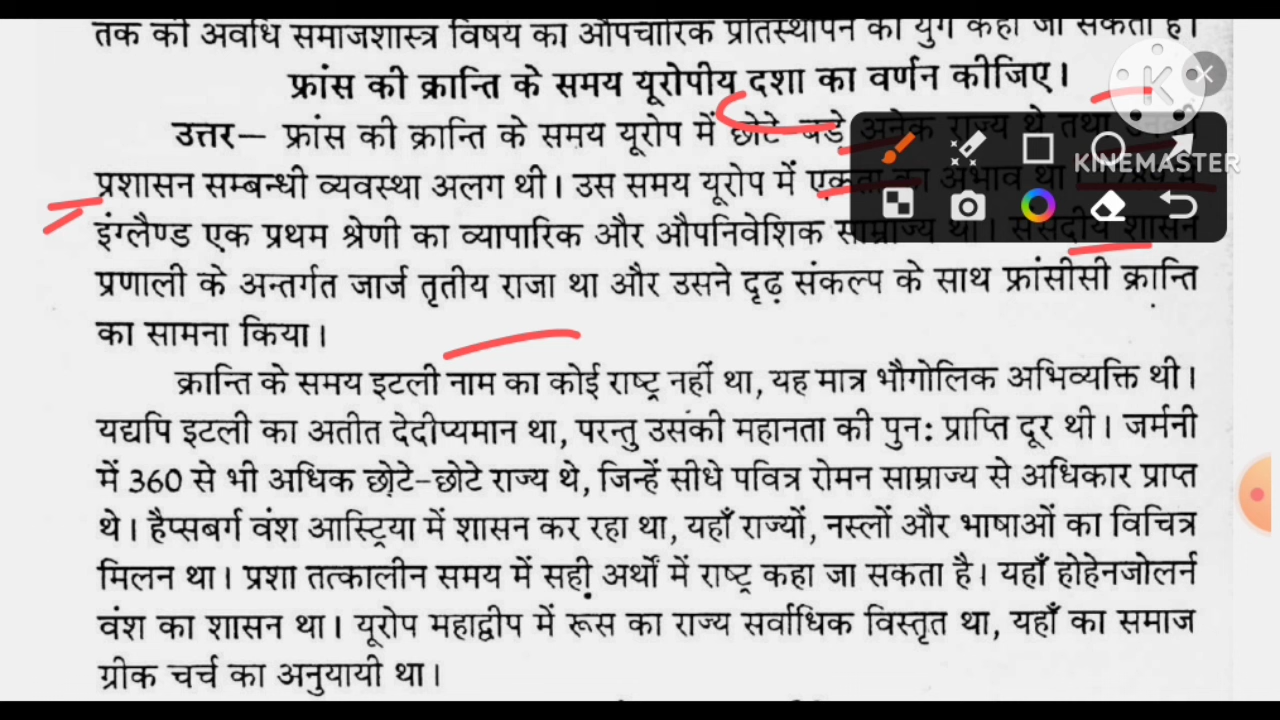 तक की अवधि समाजशास्त्र विषय का औपचारिक प्रतिस्थापन का युग कहा जा सकता है।
फ्रांस की क्रान्ति के समय यूरोपीय दशा का वर्णन कीजिए।
उत्तर— फ्रांस की क्रान्ति के समय यूरोप में छोटे-बड़े अनेक राज्य थे तथा
KINEMASTER
प्रशासन सम्बन्धी व्यवस्था अलग थी। उस समय यूरोप में एकता का अभाव था।
इंग्लैण्ड एक प्रथम श्रेणी का व्यापारिक और औपनिवेशिक साम्राज्य था। संसदीय शासन
प्रणाली के अन्तर्गत जार्ज तृतीय राजा था और उसने दृढ़ संकल्प के साथ फ्रांसीसी क्रान्ति
का सामना किया।
क्रान्ति के समय इटली नाम का कोई राष्ट्र नहीं था, यह मात्र भौगोलिक अभिव्यक्ति थी।
यद्यपि इटली का अतीत देदीप्यमान था, परन्तु उसकी महानता की पुन: प्राप्ति दूर थी। जर्मनी
में 360 से भी अधिक छोटे-छोटे राज्य थे, जिन्हें सीधे पवित्र रोमन साम्राज्य से अधिकार प्राप्त
थे। हैप्सबर्ग वंश आस्ट्रिया में शासन कर रहा था, यहाँ राज्यों, नस्लों और भाषाओं का विचित्र
मिलन था। प्रशा तत्कालीन समय में सही अर्थों में राष्ट्र कहा जा सकता है। यहाँ होहेनजोलर्न
वंश का शासन था। यूरोप महाद्वीप में रूस का राज्य सर्वाधिक विस्तृत था, यहाँ का समाज
ग्रीक चर्च का अनुयायी था।